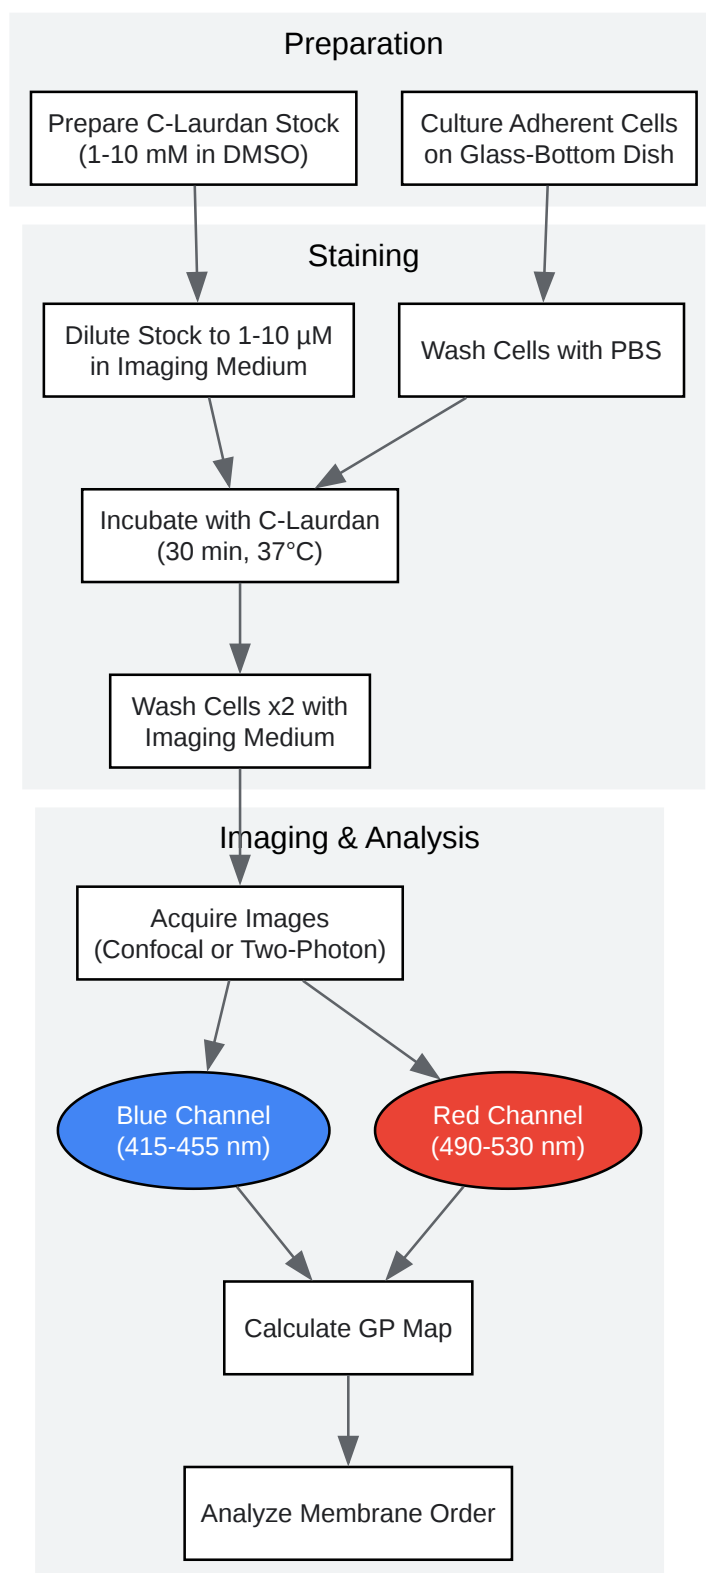 Preparation
Prepare C-Laurdan Stock
(1-10 mM in DMSO)
Culture Adherent Cells
on Glass-Bottom Dish
Staining
Dilute Stock to 1-10 µM
in Imaging Medium
Wash Cells with PBS
Incubate with C-Laurdan
(30 min, 37°C)
Wash Cells x2 with
Imaging Medium
Imaging & Analysis
Acquire Images
(Confocal or Two-Photon)
Blue Channel
(415-455 nm)
Red Channel
(490-530 nm)
Calculate GP Map
Analyze Membrane Order